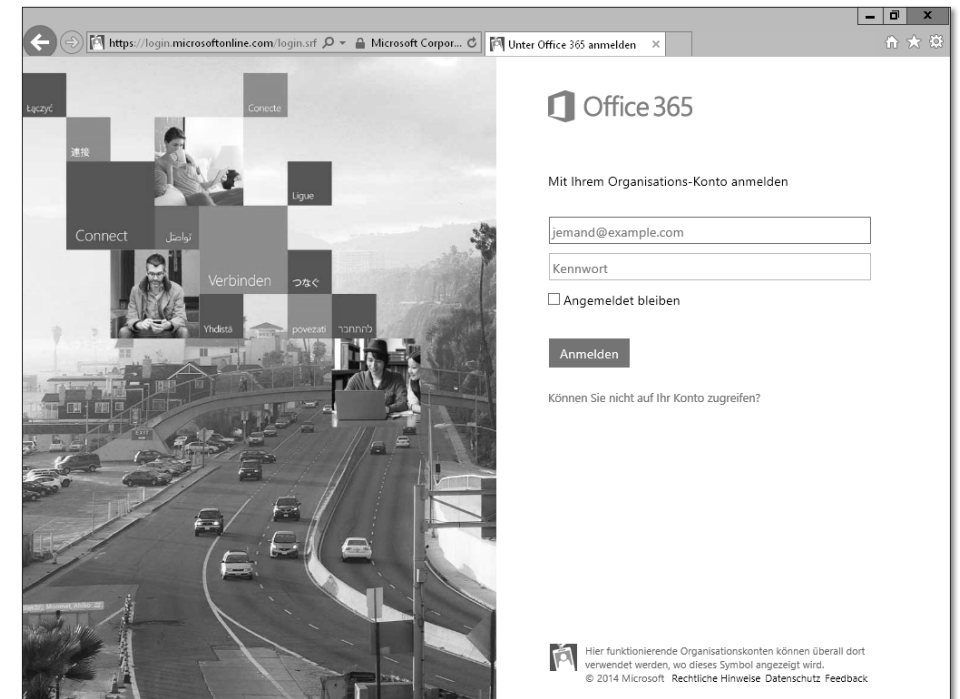 https://login.microsoftonline.com/login.srf
Microsoft Corpor...
Unter Office 365 anmelden
Łączyć
Conecte
連接
Ligue
Connect
تواصل
Verbinden
つなぐ
Yhdistä
povezati
להתחבר
Office 365
Mit Ihrem Organisations-Konto anmelden
jemand@example.com
Kennwort
Angemeldet bleiben
Anmelden
Können Sie nicht auf Ihr Konto zugreifen?
Hier funktionierende Organisationskonten können überall dort
verwendet werden, wo dieses Symbol angezeigt wird.
© 2014 Microsoft Rechtliche Hinweise Datenschutz Feedback